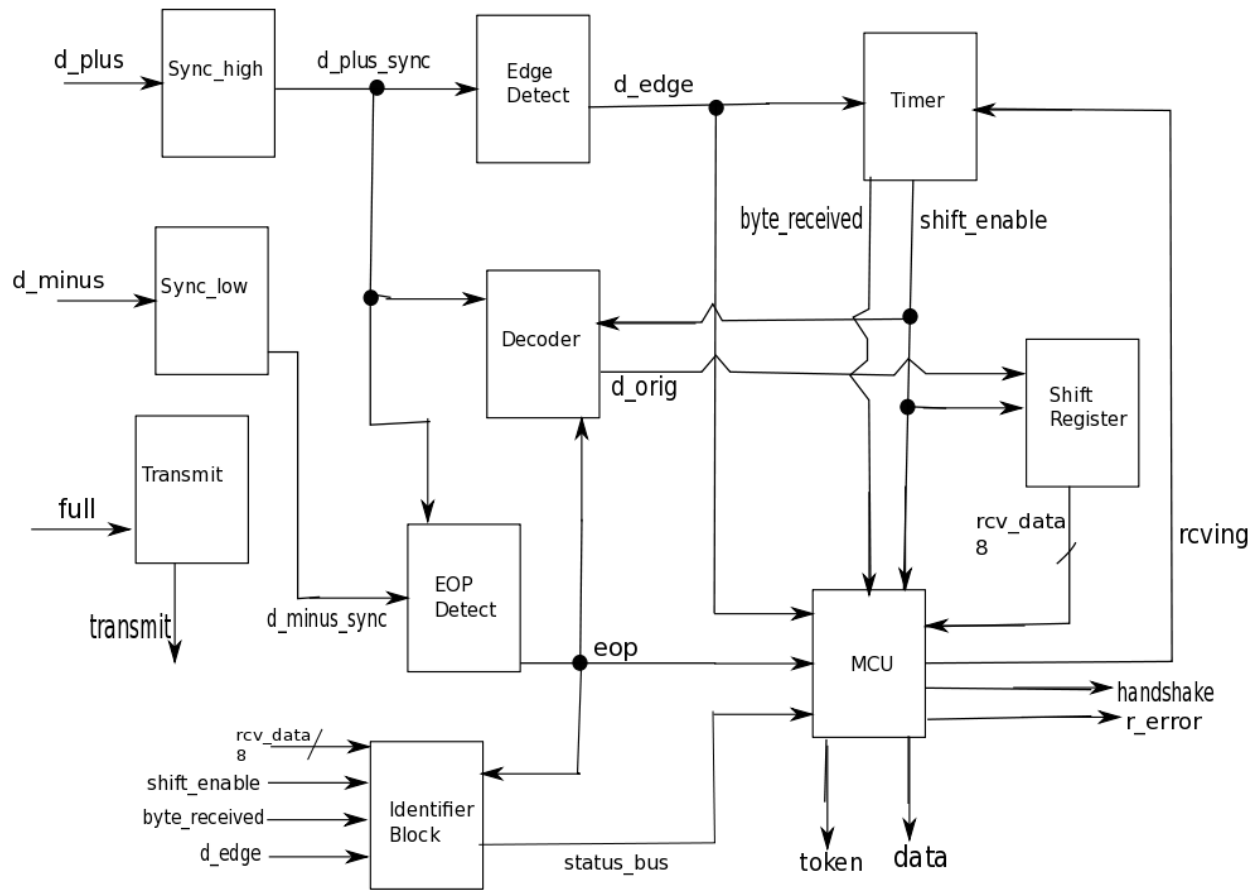 d_plus
Sync_high
d_plus_sync
Edge
Detect
d_edge
Timer
byte_received
shift_enable
d_minus
Sync_low
Decoder
d_orig
Shift
Register
Transmit
full
transmit
rcv_data
8
rcving
EOP
Detect
d_minus_sync
eop
MCU
handshake
r_error
rcv_data
8
shift_enable
byte_received
d_edge
Identifier
Block
status_bus
token
data